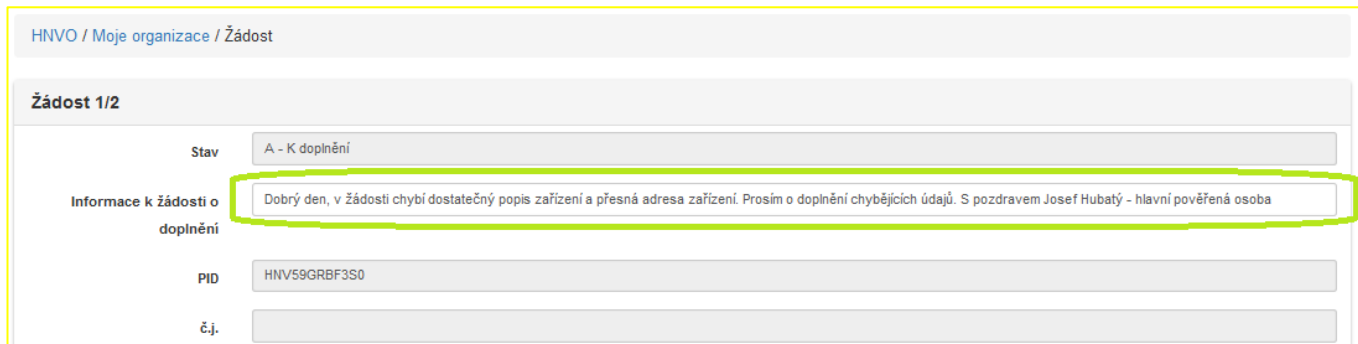 HNVO / Moje organizace / Žádost
Žádost 1/2
Stav
A - K doplnění
Informace k žádosti o
doplnění
Dobrý den, v žádosti chybí dostatečný popis zařízení a přesná adresa zařízení. Prosím o doplnění chybějících údajů. S pozdravem Josef Hubatý - hlavní pověřená osoba
PID
HNV59GRBF3S0
č.j.